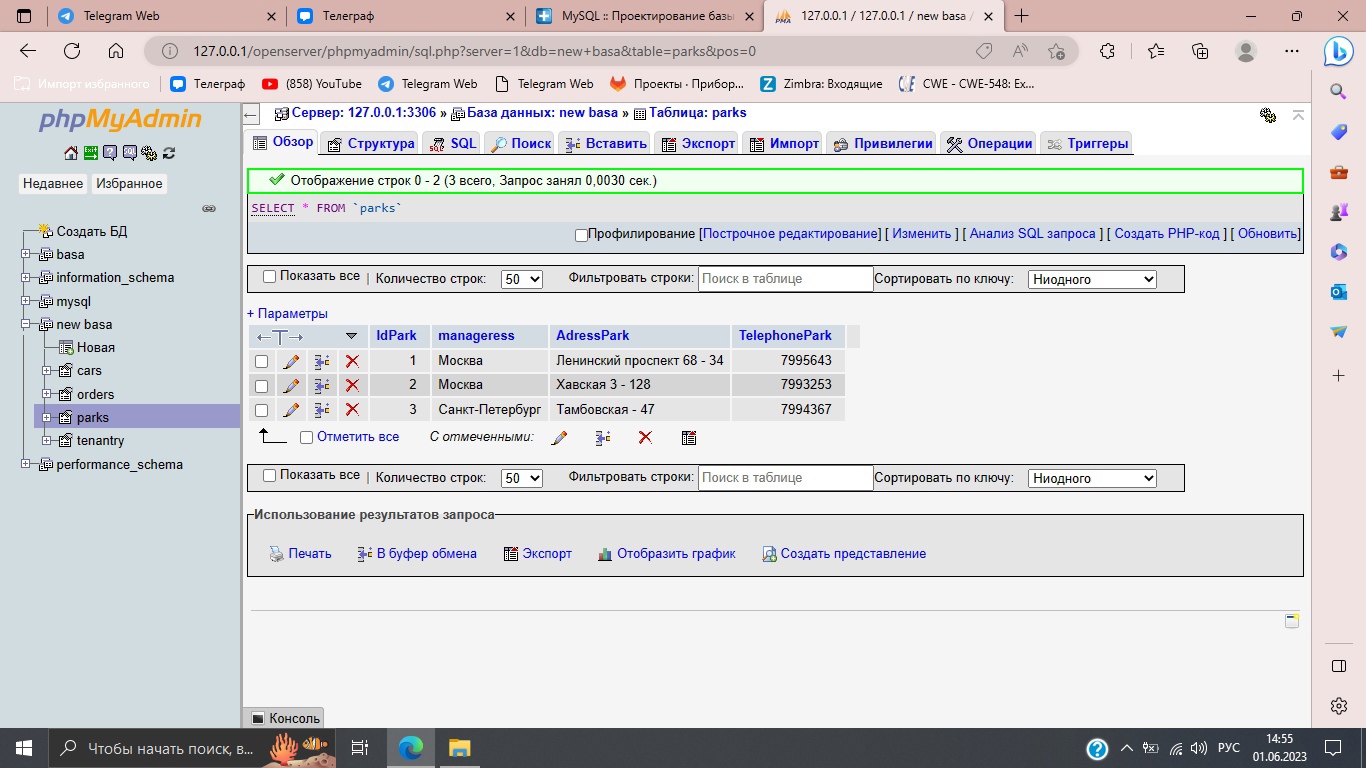 Telegram Web
Телеграф
MySQL :: Проектирование базы
127.0.0.1 / 127.0.0.1 / new basa /
127.0.0.1/openserver/phpmyadmin/sql.php?server=1&db=new+basa&table=parks&pos=0
Импорт избранного
Телеграф
(858) YouTube
Telegram Web
Telegram Web
Проекты · Прибор...
Zimbra: Входящие
CWE - CWE-548: Ex...
phpMyAdmin
Недавнее Избранное
Создать БД
basa
information_schema
mysql
new basa
Новая
cars
orders
parks
tenantry
performance_schema
Сервер: 127.0.0.1:3306 » База данных: new basa » Таблица: parks
Обзор Структура SQL Поиск Вставить Экспорт Импорт Привилегии Операции Триггеры
Отображение строк 0 - 2 (3 всего, Запрос занял 0,0030 сек.)
SELECT * FROM `parks`
Профилирование [Построчное редактирование] [ Изменить ] [ Анализ SQL запроса ] [ Создать PHP-код ] [ Обновить]
Показать все | Количество строк: 50 Фильтровать строки: Поиск в таблице Сортировать по ключу: Ниодного
+ Параметры
IdPark manageress AdressPark TelephonePark
1 Москва Ленинский проспект 68 - 34 7995643
2 Москва Хавская 3 - 128 7993253
3 Санкт-Петербург Тамбовская - 47 7994367
Отметить все С отмеченными:
Показать все | Количество строк: 50 Фильтровать строки: Поиск в таблице Сортировать по ключу: Ниодного
Использование результатов запроса
Печать В буфер обмена Экспорт Отобразить график Создать представление
Консоль
Чтобы начать поиск, в...
РУС
14:55
01.06.2023